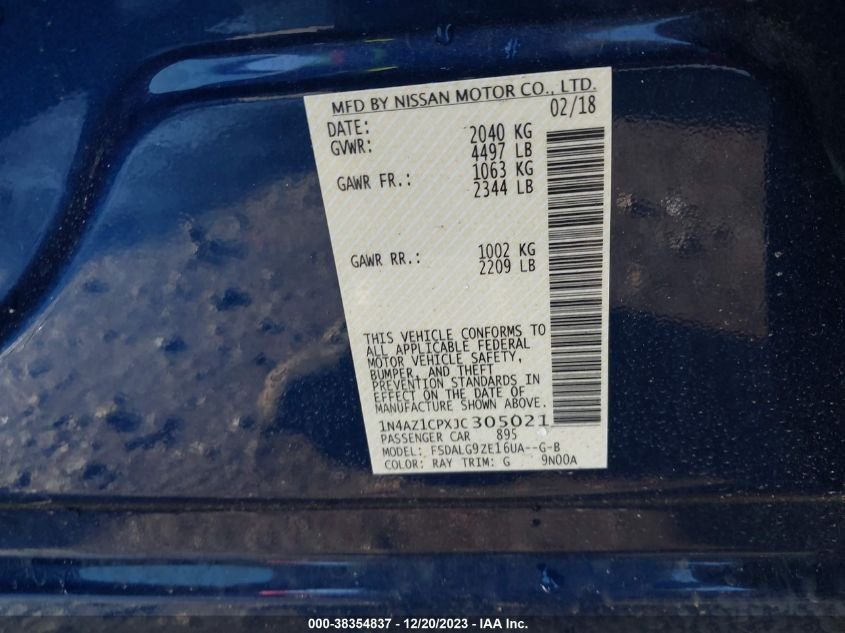 MFD BY NISSAN MOTOR CO., LTD.
DATE: 02/18
GVWR: 2040 KG
4497 LB
GAWR FR.: 1063 KG
2344 LB
GAWR RR.: 1002 KG
2209 LB
THIS VEHICLE CONFORMS TO
ALL APPLICABLE FEDERAL
MOTOR VEHICLE SAFETY,
BUMPER, AND THEFT
PREVENTION STANDARDS IN
EFFECT ON THE DATE OF
MANUFACTURE SHOWN ABOVE.
1N4AZ1CPXJC305021
PASSENGER CAR 895
MODEL: FSDALG9ZE16UA--G-B
COLOR: RAY TRIM: G 9N00A
000-38354837 - 12/20/2023 - IAA Inc.